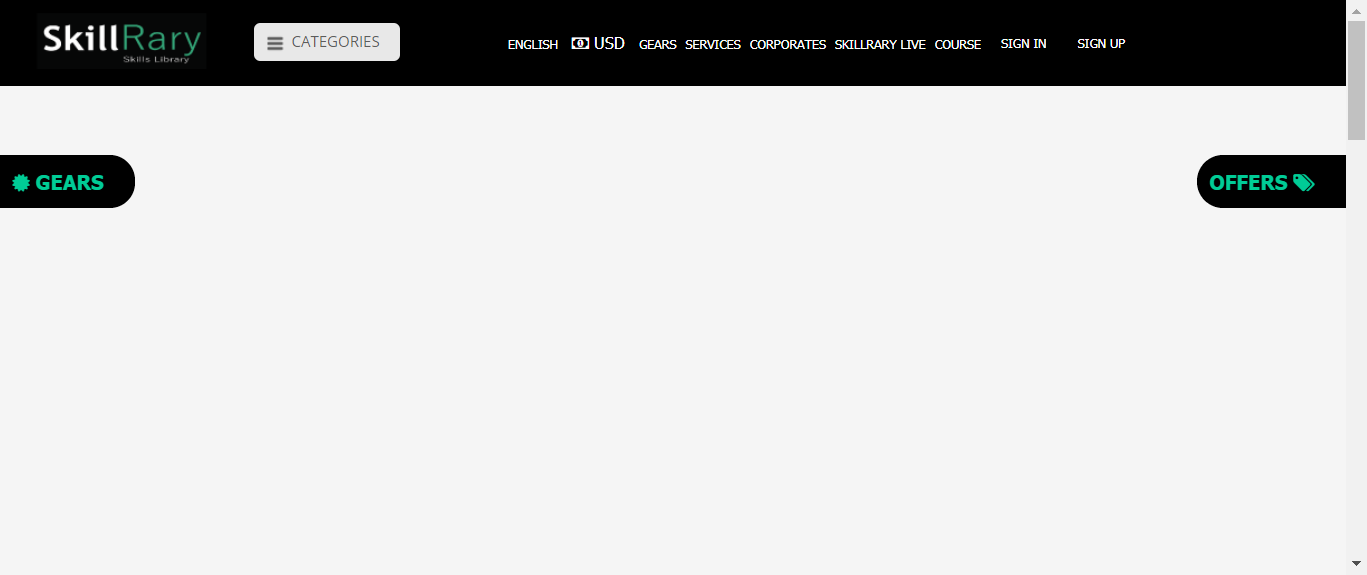 SkillRary
Skills Library
CATEGORIES
ENGLISH USD GEARS SERVICES CORPORATES SKILLRARY LIVE COURSE SIGN IN SIGN UP
GEARS
OFFERS